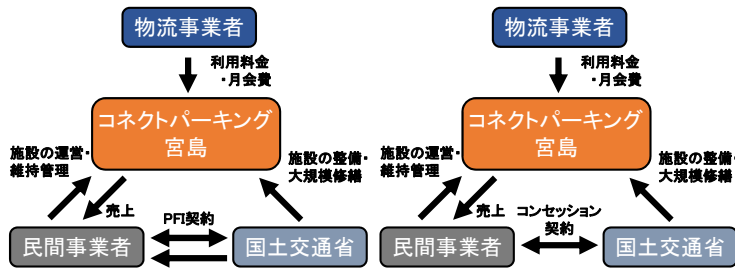 物流事業者
利用料金
・月会費
コネクトパーキング
宮島
施設の運営・
維持管理
施設の整備・
大規模修繕
売上
PFI契約
民間事業者
国土交通省
物流事業者
利用料金
・月会費
コネクトパーキング
宮島
施設の運営・
維持管理
施設の整備・
大規模修繕
売上
コンセッション
契約
民間事業者
国土交通省